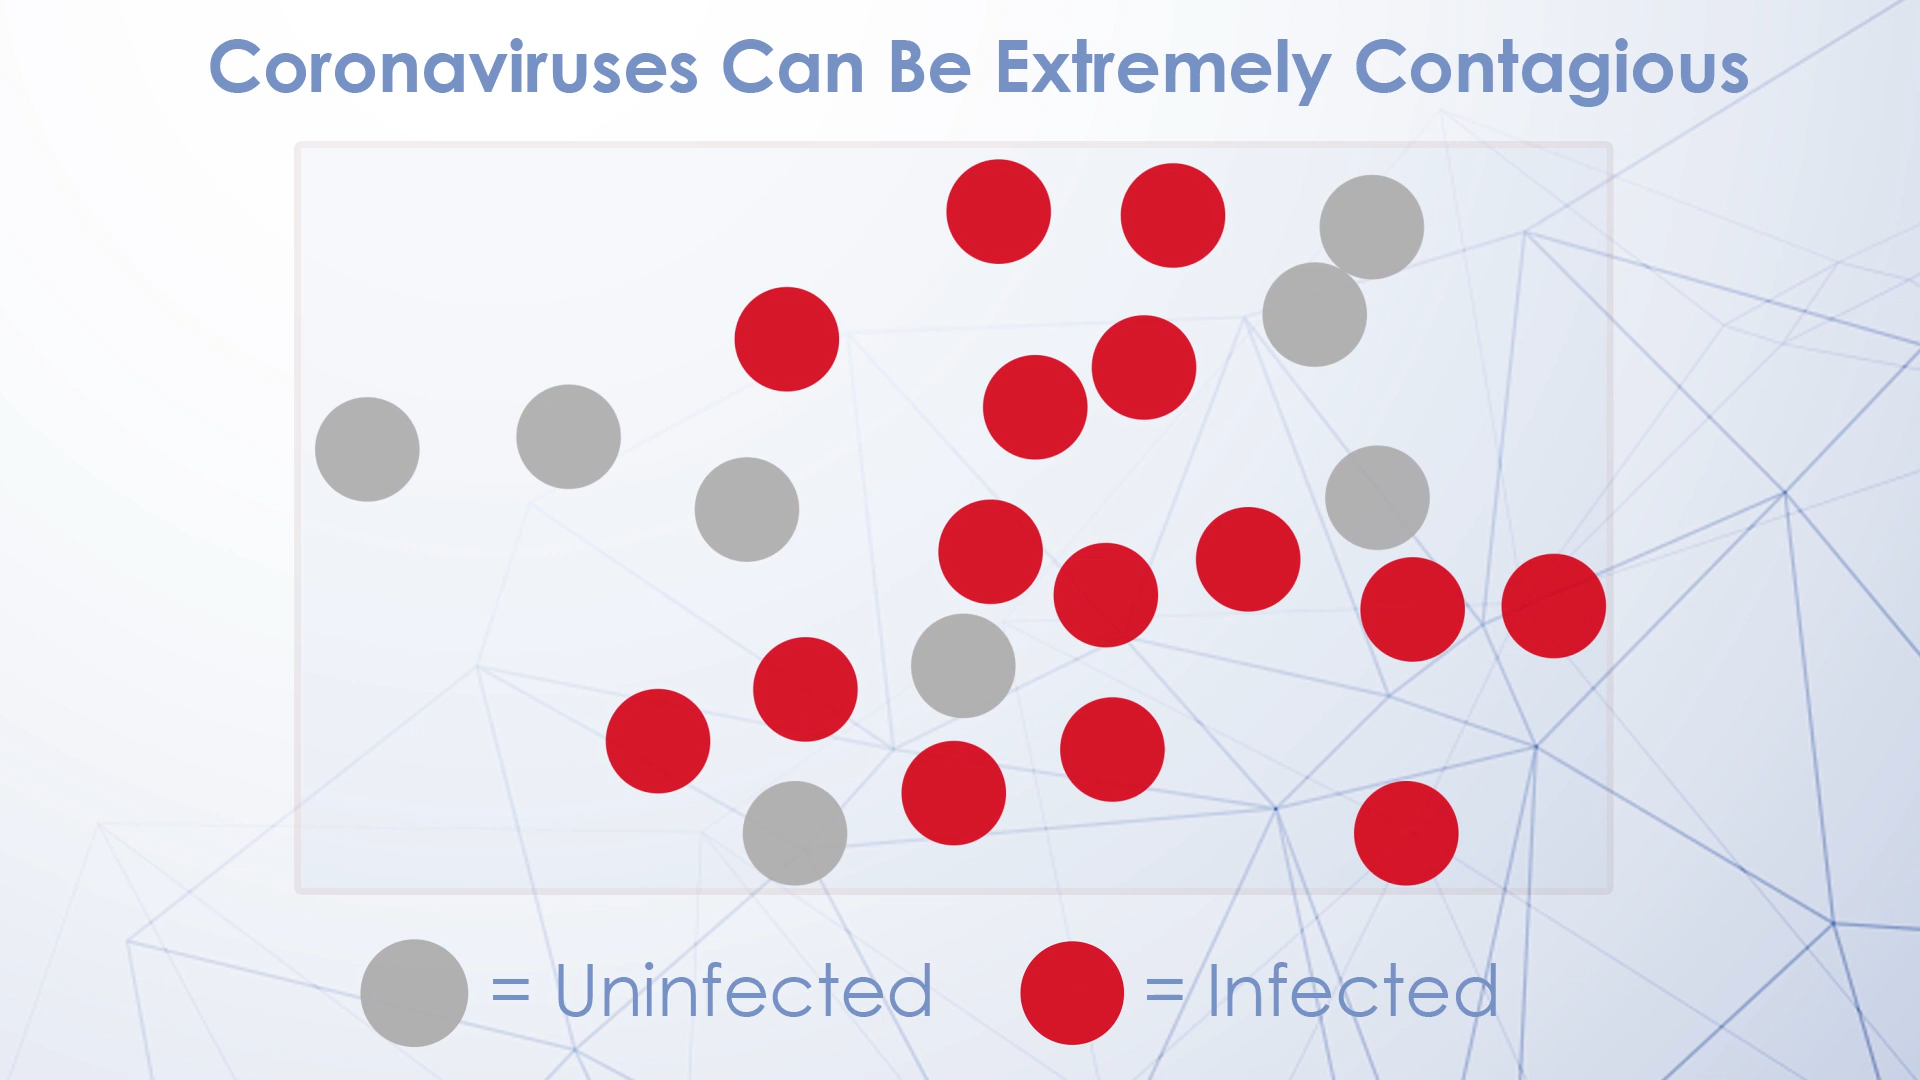 Coronaviruses Can Be Extremely Contagious
= Uninfected = Infected